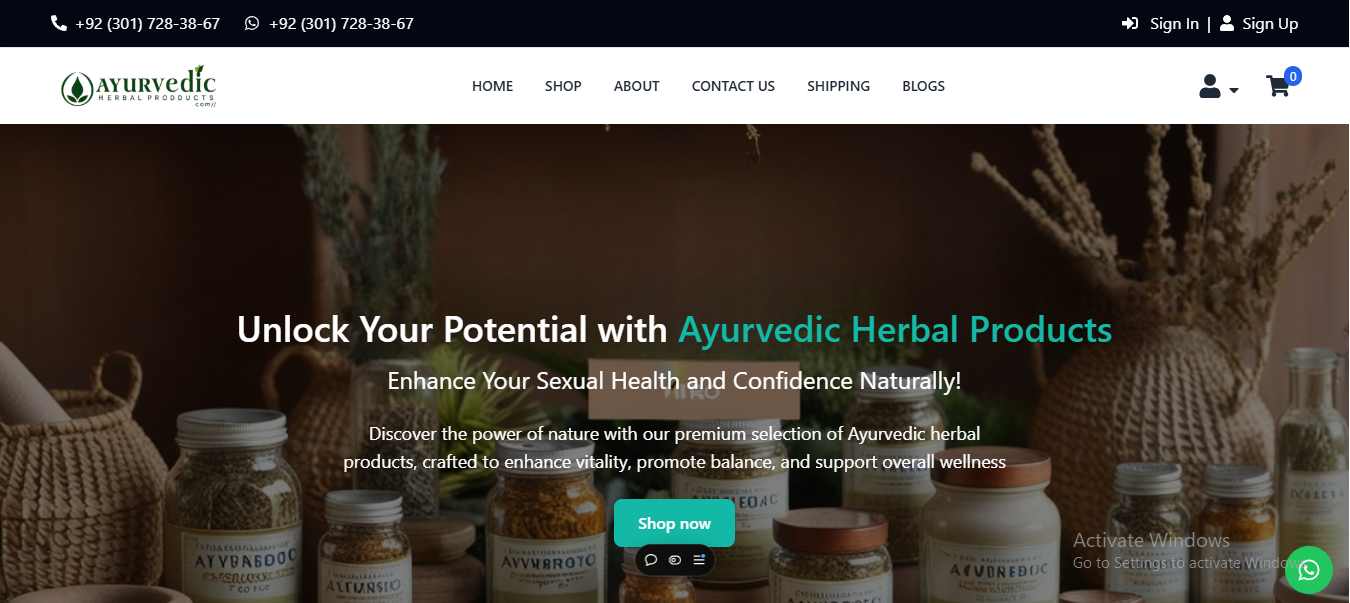 +92 (301) 728-38-67 +92 (301) 728-38-67 Sign In | Sign Up
AYURVEDIC
HERBAL PRODDUCTS
.com//
HOME SHOP ABOUT CONTACT US SHIPPING BLOGS
0
Unlock Your Potential with Ayurvedic Herbal Products
Enhance Your Sexual Health and Confidence Naturally!
Discover the power of nature with our premium selection of Ayurvedic herbal
products, crafted to enhance vitality, promote balance, and support overall wellness
Shop now
Activate Windows
Go to Settings to activate Windows